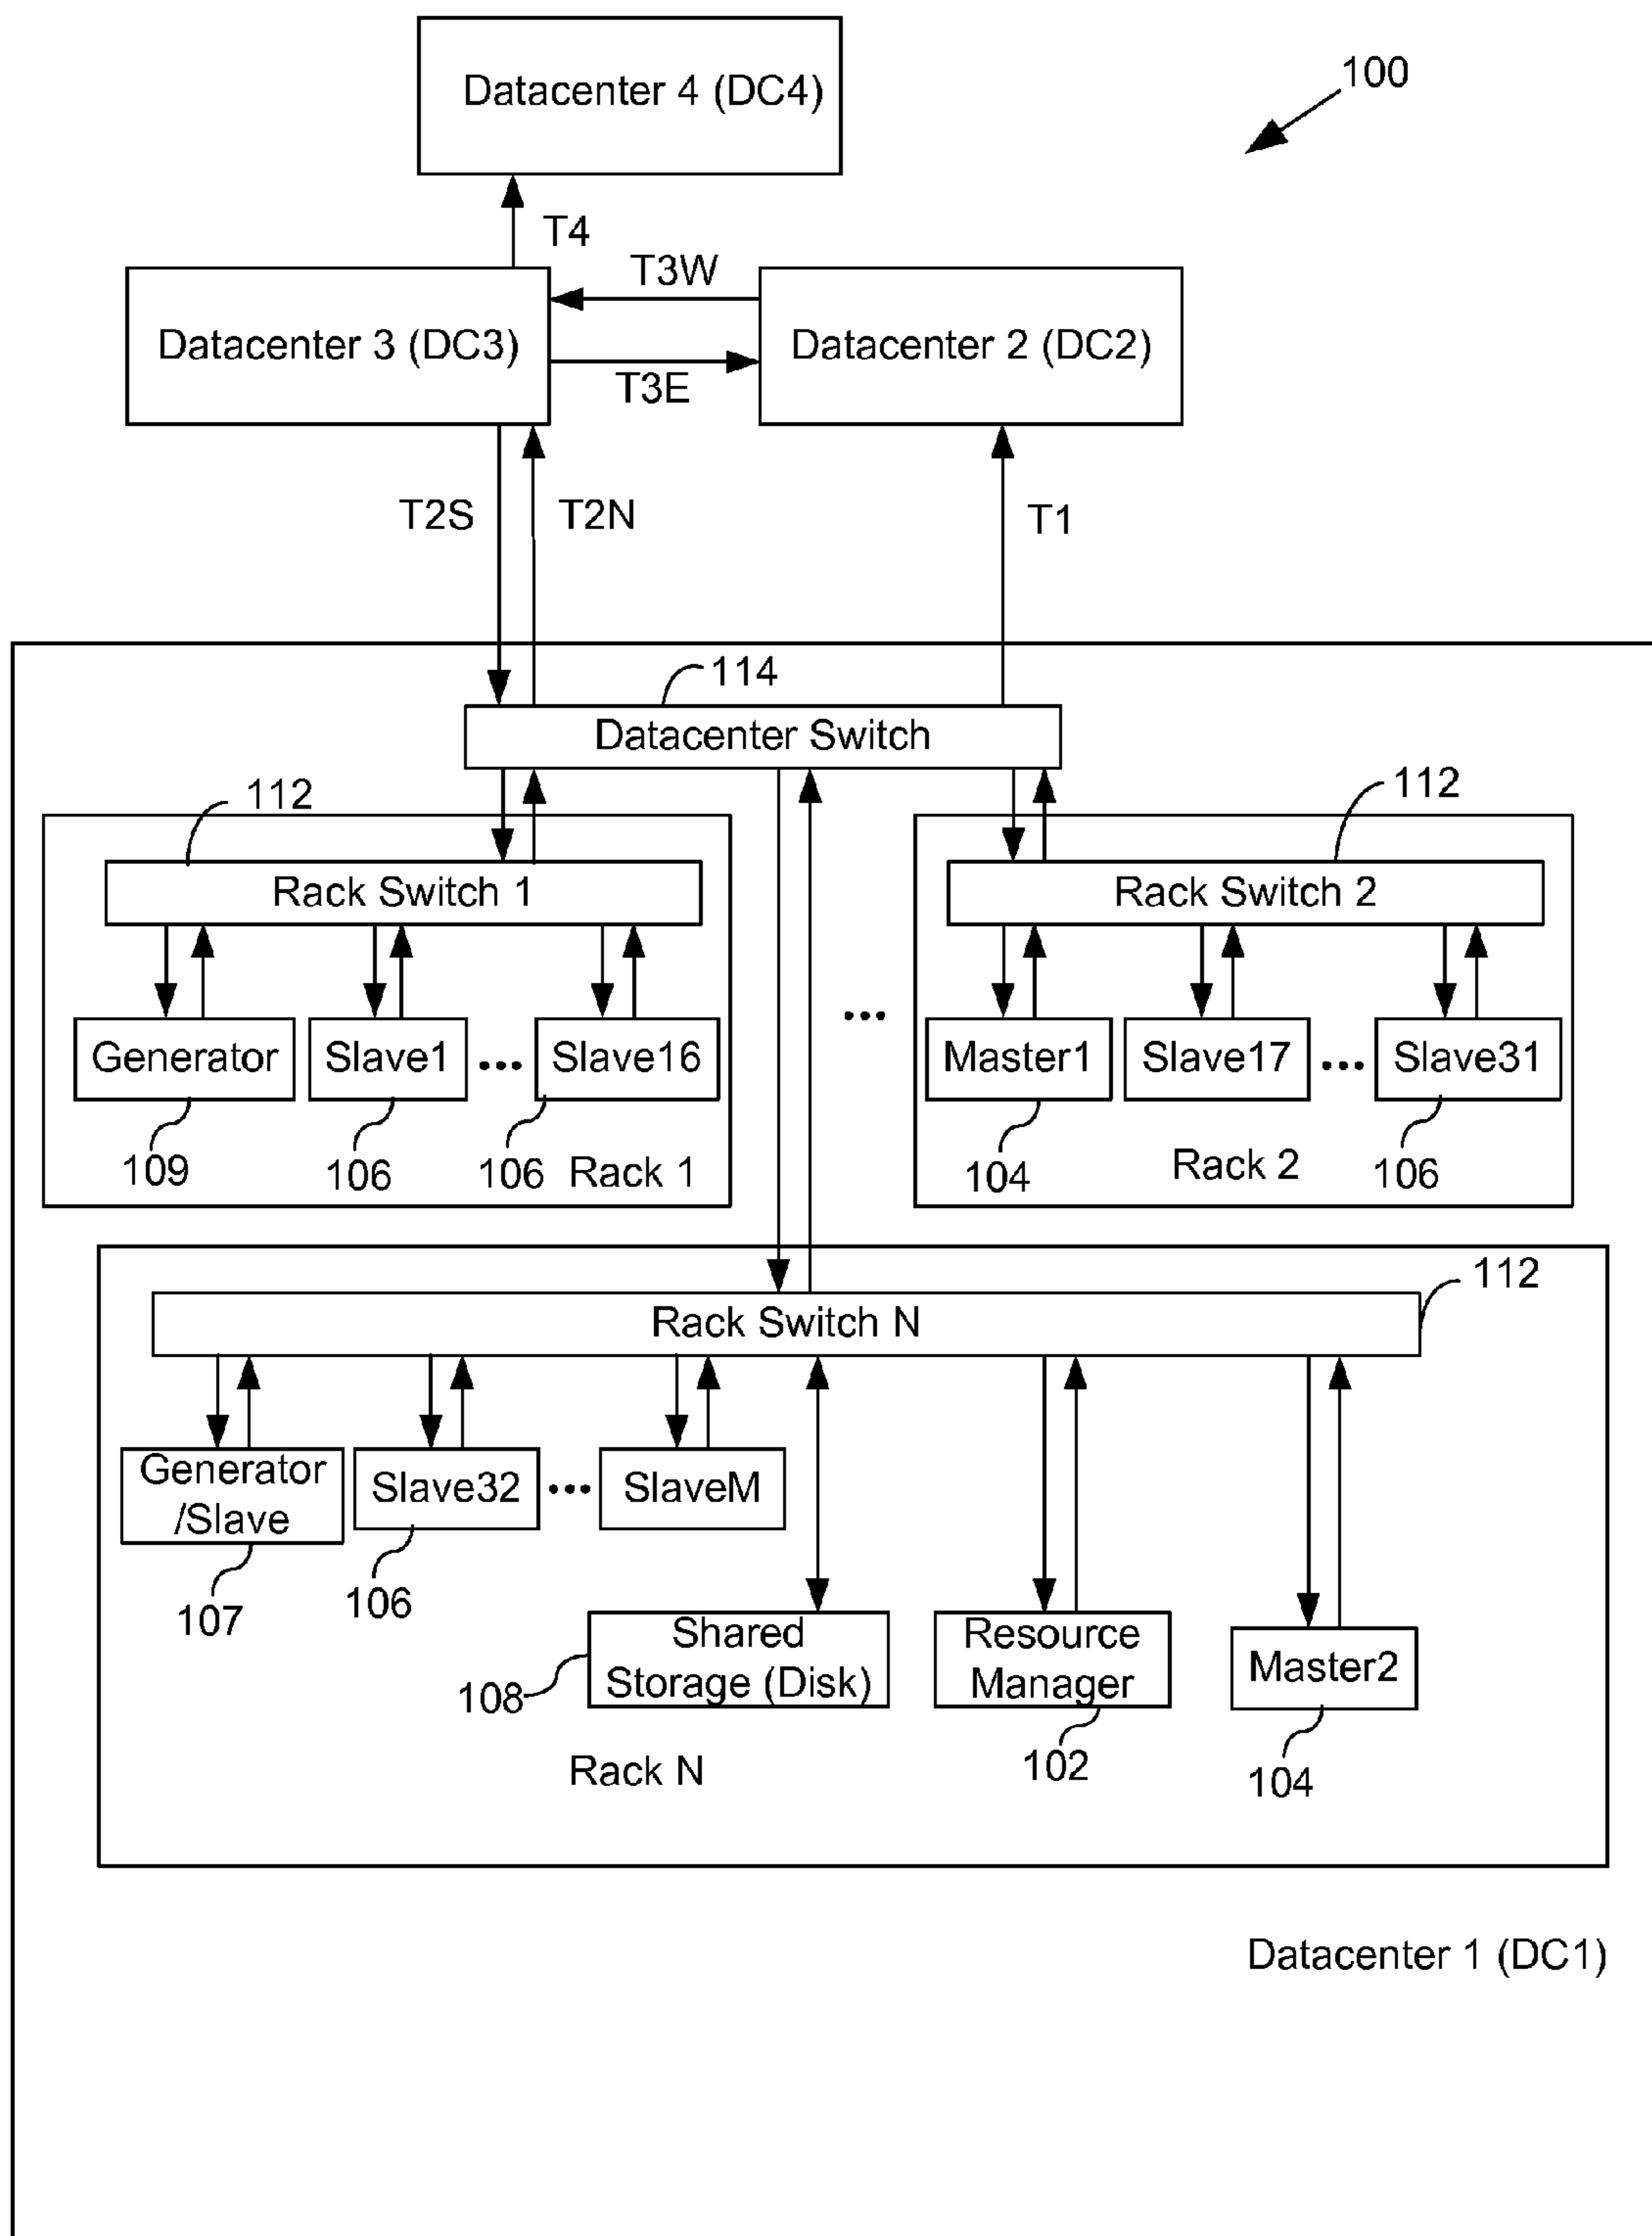 Datacenter 4 (DC4)
100
T4
T3W
Datacenter 3 (DC3)
Datacenter 2 (DC2)
T3E
T2S
T2N
T1
114
Datacenter Switch
112
112
Rack Switch 1
Rack Switch 2
...
Generator
Slave1
...
Slave16
Master1
Slave17
...
Slave31
109
106
106
Rack 1
104
Rack 2
106
112
Rack Switch N
Generator
/Slave
Slave32
...
SlaveM
107
106
Shared
Storage (Disk)
108
Resource
Manager
Master2
102
104
Rack N
Datacenter 1 (DC1)